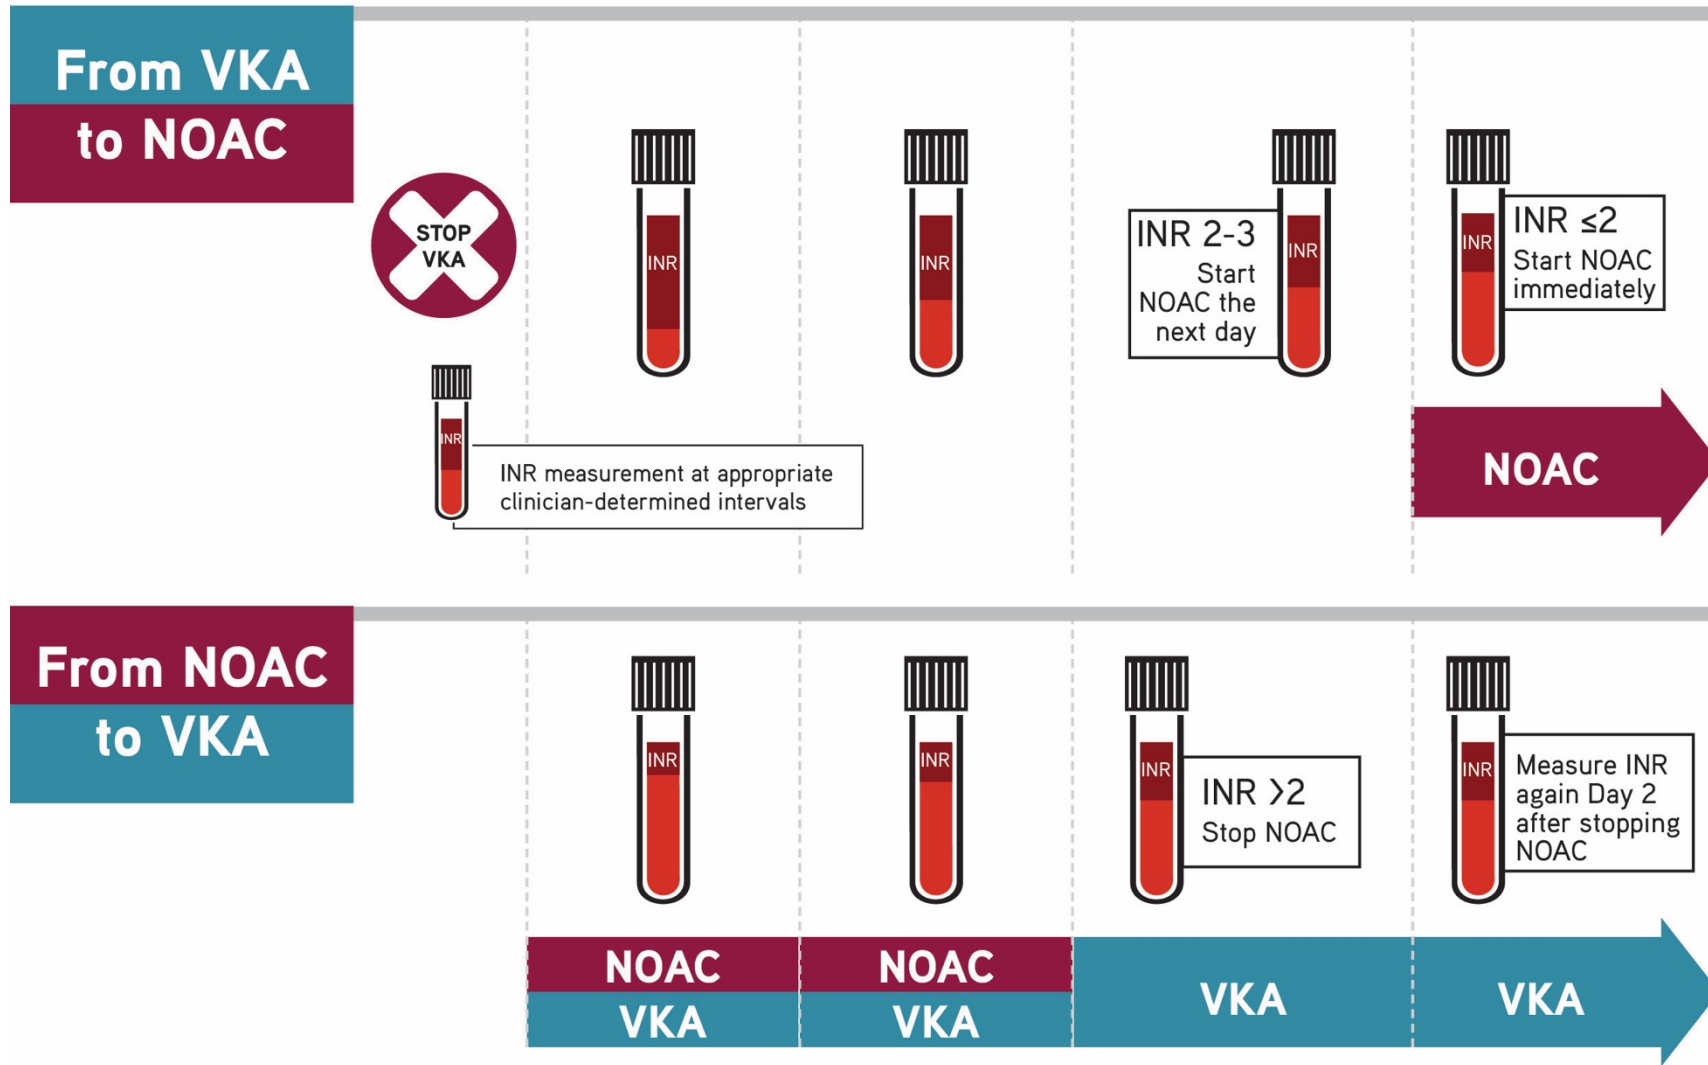 From VKA
to NOAC
STOP
VKA
INR
INR measurement at appropriate
clinician-determined intervals
INR
INR
INR 2-3
Start
NOAC the
next day
INR
INR
INR ≤2
Start NOAC
immediately
NOAC
From NOAC
to VKA
INR
INR
INR
INR >2
Stop NOAC
INR
Measure INR
again Day 2
after stopping
NOAC
NOAC
VKA
NOAC
VKA
VKA
VKA